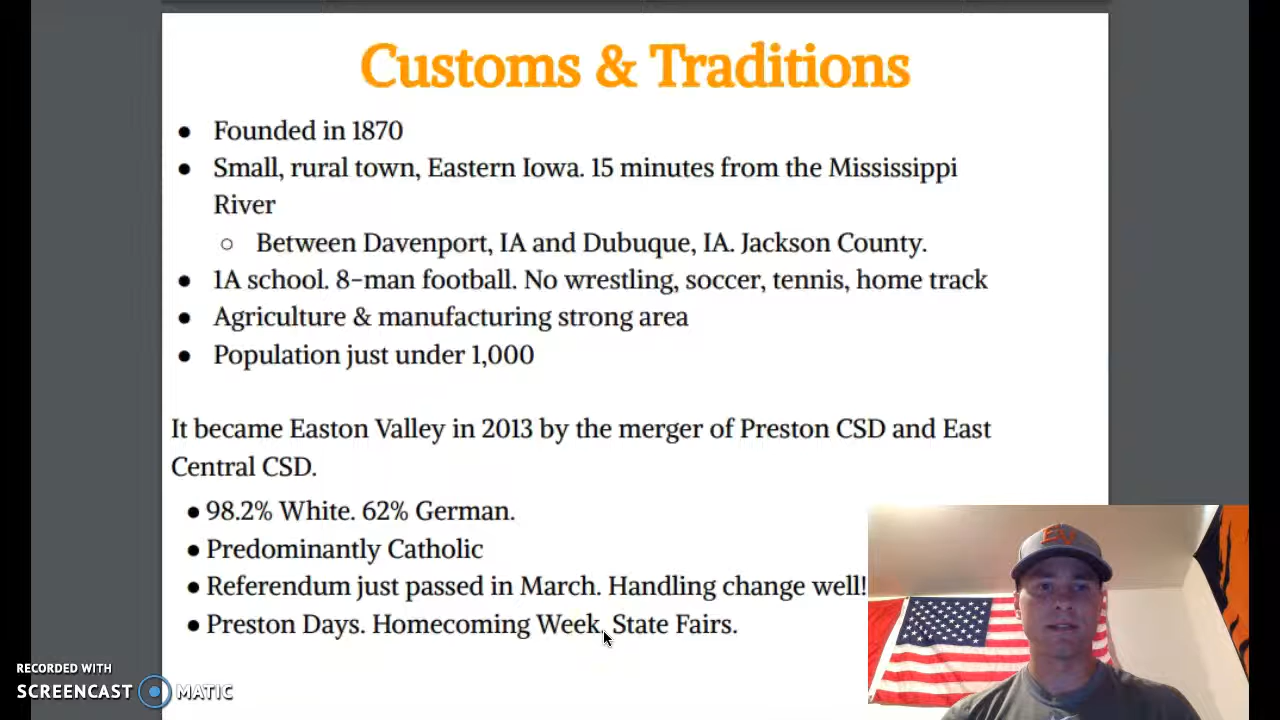 Customs & Traditions
● Founded in 1870
● Small, rural town, Eastern Iowa. 15 minutes from the Mississippi
River
○ Between Davenport, IA and Dubuque, IA. Jackson County.
● 1A school. 8-man football. No wrestling, soccer, tennis, home track
● Agriculture & manufacturing strong area
● Population just under 1,000
It became Easton Valley in 2013 by the merger of Preston CSD and East
Central CSD.
● 98.2% White. 62% German.
● Predominantly Catholic
● Referendum just passed in March. Handling change well!
● Preston Days. Homecoming Week. State Fairs.
EV
RECORDED WITH
SCREENCAST MATIC